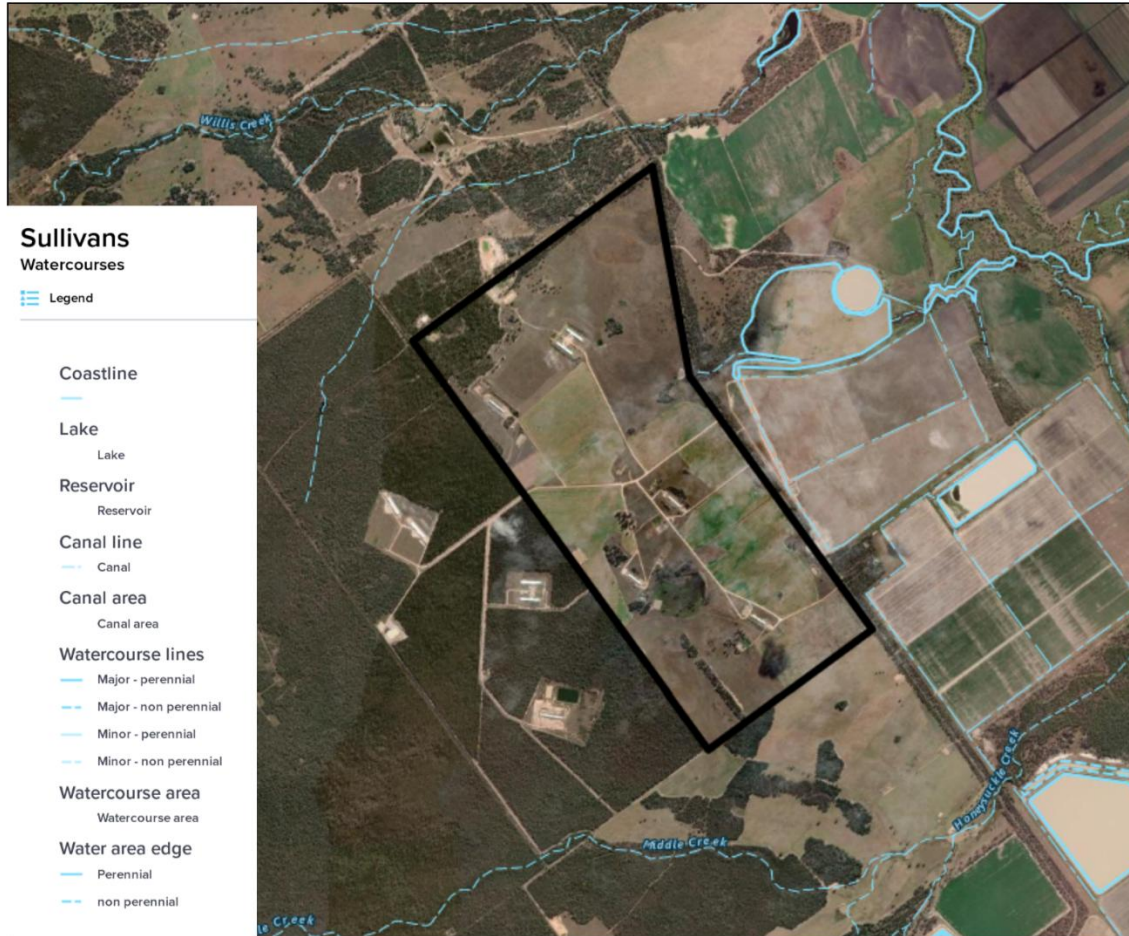 Willis Creek
Sullivans
Watercourses
Legend
Coastline
Lake
Lake
Reservoir
Reservoir
Canal line
Canal
Canal area
Canal area
Watercourse lines
Major - perennial
Major - non perennial
Minor - perennial
Minor - non perennial
Watercourse area
Watercourse area
Water area edge
Perennial
non perennial
Honeysuckle Creek
Middle Creek
le Creek